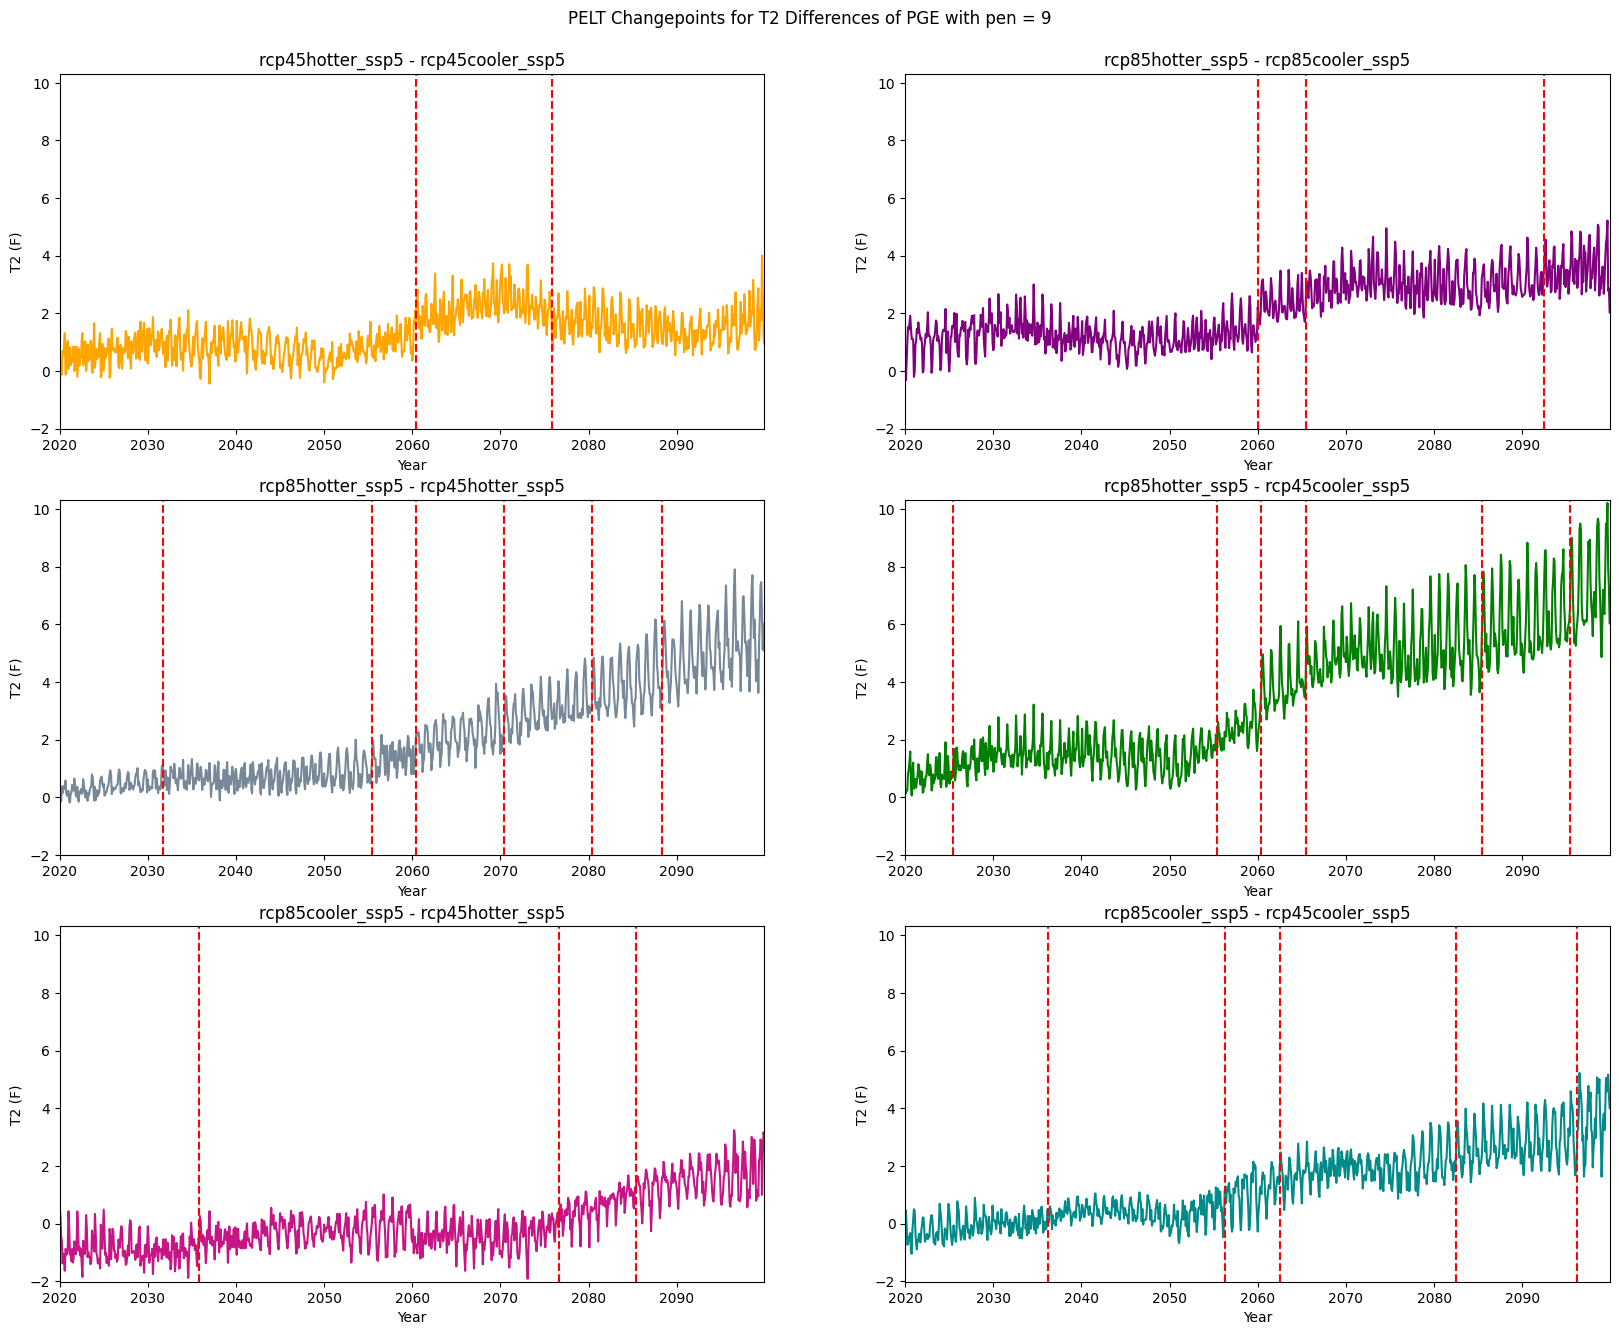 PELT Changepoints for T2 Differences of PGE with pen = 9
rcp45hotter_ssp5 - rcp45cooler_ssp5
10
8
6
4
2
0
−2
T2 (F)
2020 2030 2040 2050 2060 2070 2080 2090
Year
rcp85hotter_ssp5 - rcp85cooler_ssp5
10
8
6
4
2
0
−2
T2 (F)
2020 2030 2040 2050 2060 2070 2080 2090
Year
rcp85hotter_ssp5 - rcp45hotter_ssp5
10
8
6
4
2
0
−2
T2 (F)
2020 2030 2040 2050 2060 2070 2080 2090
Year
rcp85hotter_ssp5 - rcp45cooler_ssp5
10
8
6
4
2
0
−2
T2 (F)
2020 2030 2040 2050 2060 2070 2080 2090
Year
rcp85cooler_ssp5 - rcp45hotter_ssp5
10
8
6
4
2
0
−2
T2 (F)
2020 2030 2040 2050 2060 2070 2080 2090
Year
rcp85cooler_ssp5 - rcp45cooler_ssp5
10
8
6
4
2
0
−2
T2 (F)
2020 2030 2040 2050 2060 2070 2080 2090
Year